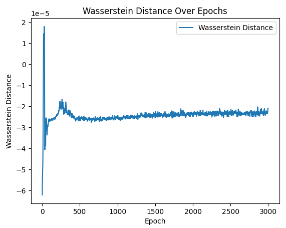 Wasserstein Distance Over Epochs
1e−5
Wasserstein Distance
2
1
0
−1
−2
−3
−4
−5
−6
Wasserstein Distance
0 500 1000 1500 2000 2500 3000
Epoch